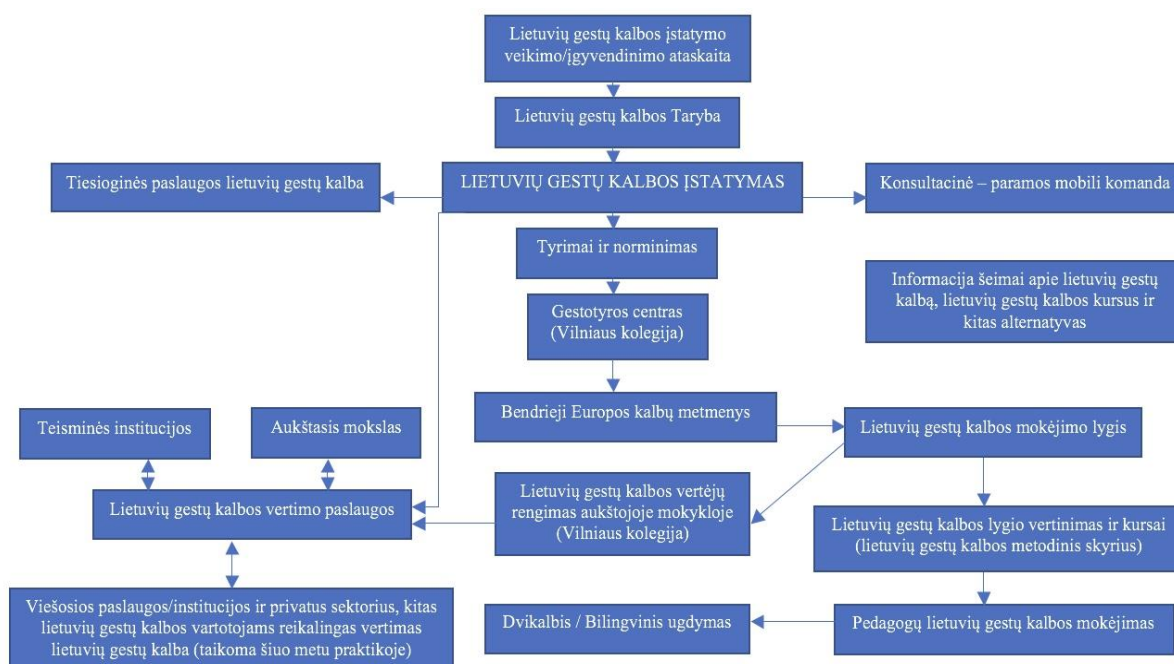 Lietuvių gestų kalbos įstatymo
veikimo/įgyvendinimo ataskaita
Lietuvių gestų kalbos Taryba
Tiesioginės paslaugos lietuvių gestų kalba
LIETUVIŲ GESTŲ KALBOS ĮSTATYMAS
Konsultacinė – paramos mobili komanda
Tyrimai ir norminimas
Informacija šeimai apie lietuvių gestų
kalbą, lietuvių gestų kalbos kursus ir
kitas alternatyvas
Gestotyros centras
(Vilniaus kolegija)
Bendrieji Europos kalbų metmenys
Lietuvių gestų kalbos mokėjimo lygis
Teisminės institucijos
Aukštasis mokslas
Lietuvių gestų kalbos vertimo paslaugos
Lietuvių gestų kalbos vertėjų
rengimas aukštojoje mokykloje
(Vilniaus kolegija)
Lietuvių gestų kalbos lygio vertinimas ir kursai
(lietuvių gestų kalbos metodinis skyrius)
Viešosios paslaugos/institucijos ir privatus sektorius, kitas
lietuvių gestų kalbos vartotojams reikalingas vertimas
lietuvių gestų kalba (taikoma šiuo metu praktikoje)
Dvikalbis / Bilingvinis ugdymas
Pedagogų lietuvių gestų kalbos mokėjimas